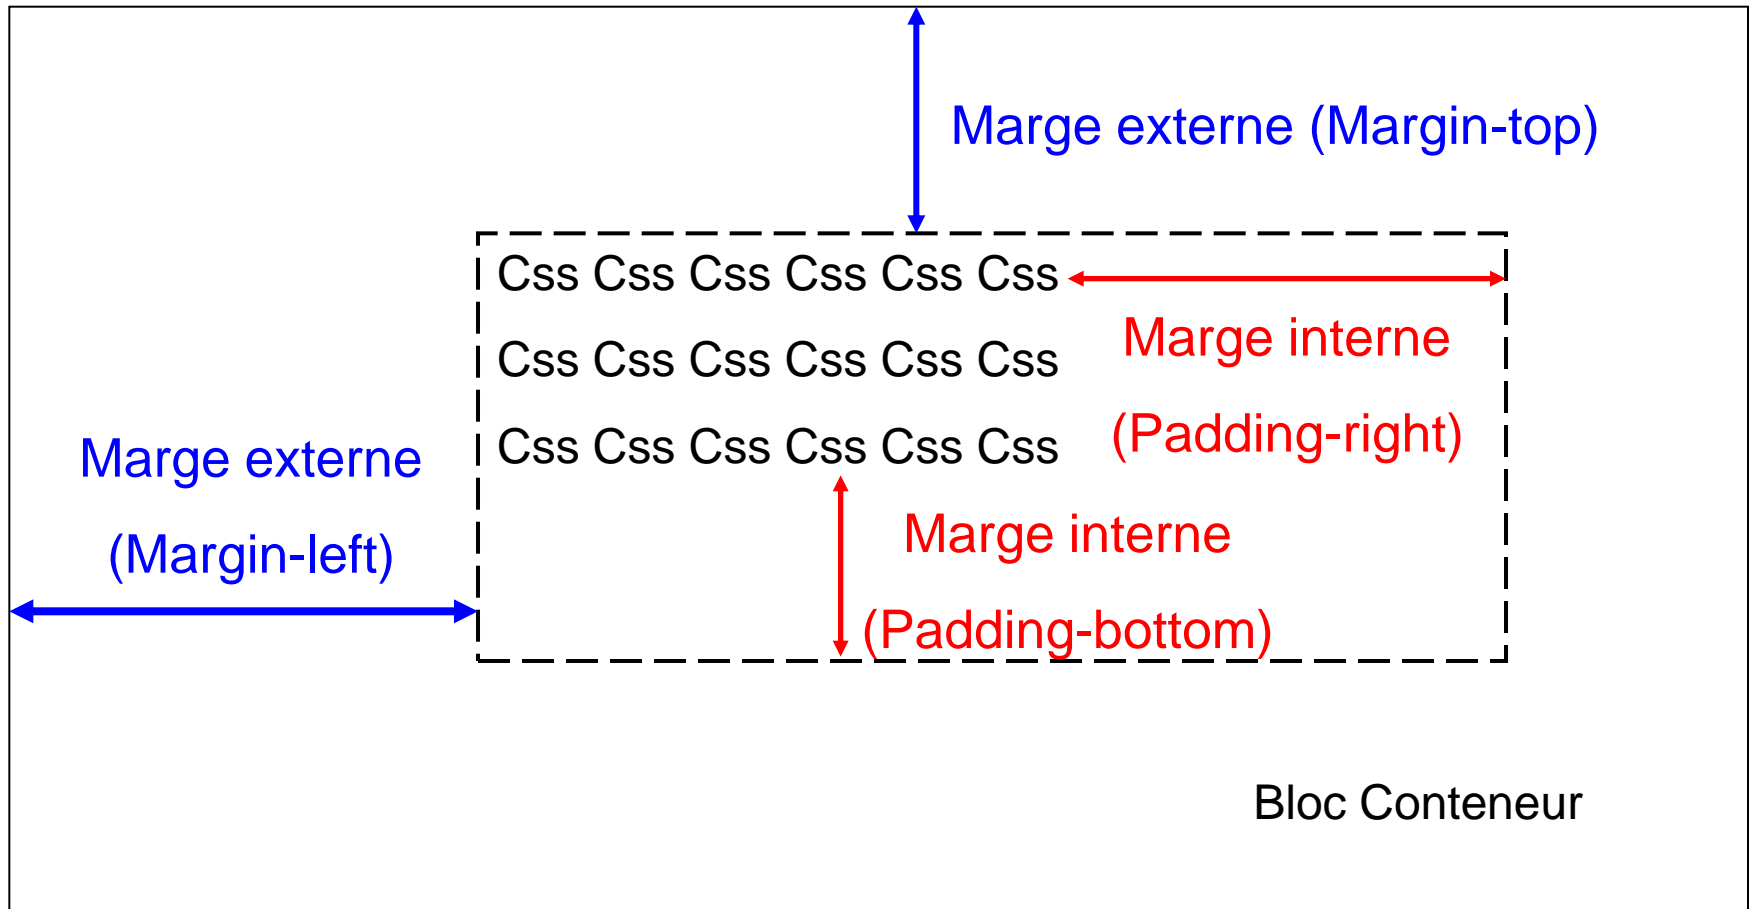 Marge externe (Margin-top)
Css Css Css Css Css Css
Marge interne
Css Css Css Css Css Css
(Padding-right)
Css Css Css Css Css Css
Marge externe
(Margin-left)
Marge interne
(Padding-bottom)
Bloc Conteneur